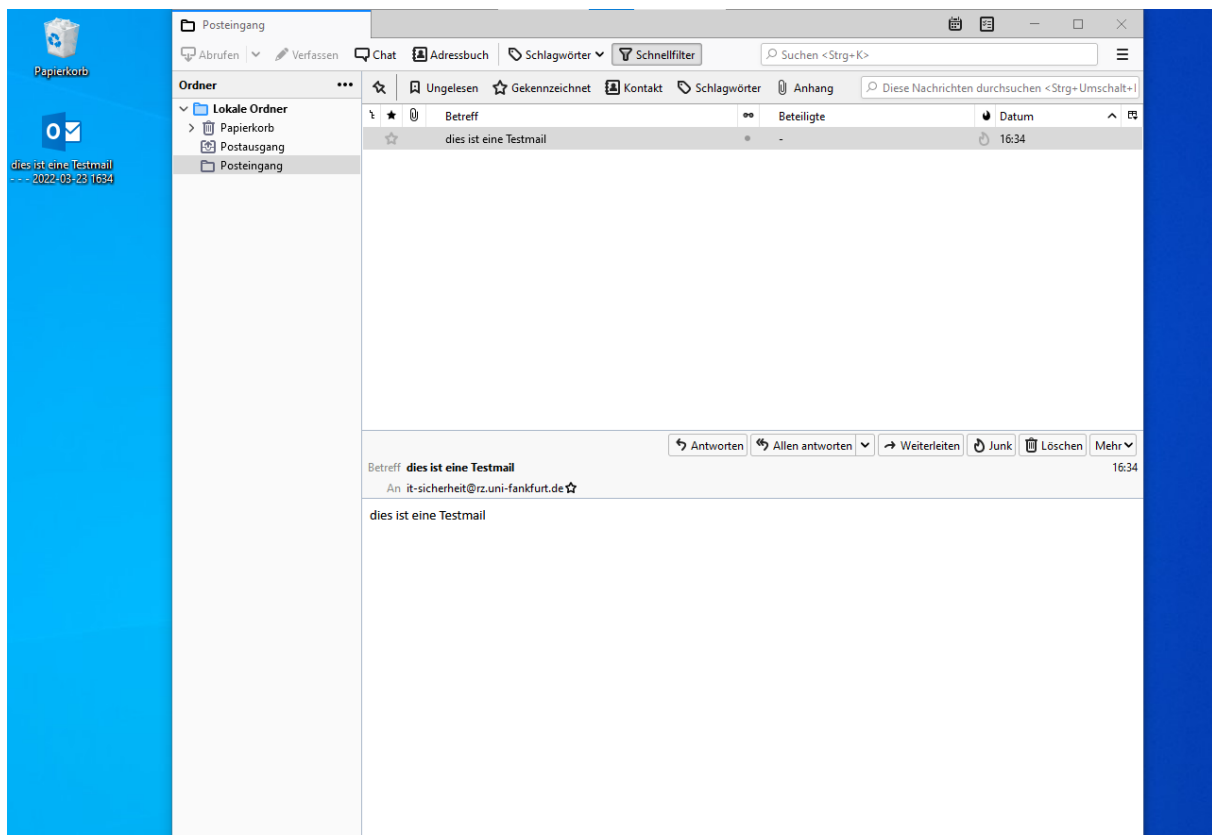 Papierkorb
dies ist eine Testmail
- - - 2022-03-23 1634
Posteingang
Abrufen Verfassen Chat Adressbuch Schlagwörter Schnellfilter Suchen <Strg+K>
Ordner •••
Lokale Ordner
Papierkorb
Postausgang
Posteingang
Ungelesen Gekennzeichnet Kontakt Schlagwörter Anhang Diese Nachrichten durchsuchen <Strg+Umschalt+
Betreff Beteiligte Datum
dies ist eine Testmail - 16:34
Antworten Allen antworten Weiterleiten Junk Löschen Mehr
Betreff dies ist eine Testmail 16:34
An it-sicherheit@rz.uni-fankfurt.de
dies ist eine Testmail